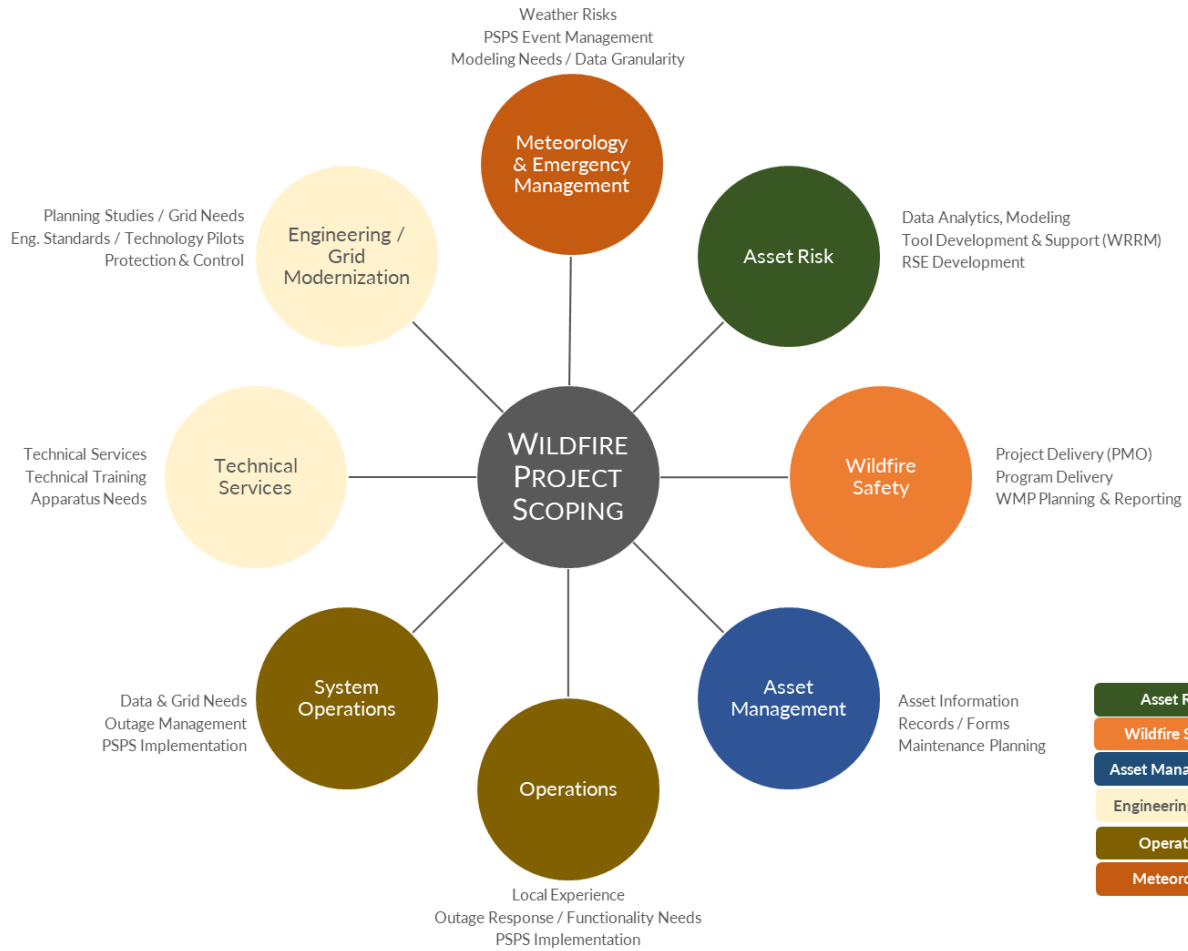 Weather Risks
PSPS Event Management
Modeling Needs / Data Granularity
Meteorology
& Emergency
Management
Planning Studies / Grid Needs
Eng. Standards / Technology Pilots
Protection & Control
Engineering /
Grid
Modernization
Asset Risk
Data Analytics, Modeling
Tool Development & Support (WRRM)
RSE Development
Technical Services
Technical Training
Apparatus Needs
Technical
Services
WILDFIRE
PROJECT
SCOPING
Wildfire
Safety
Project Delivery (PMO)
Program Delivery
WMP Planning & Reporting
Data & Grid Needs
Outage Management
PSPS Implementation
System
Operations
Operations
Local Experience
Outage Response / Functionality Needs
PSPS Implementation
Asset
Management
Asset Information
Records / Forms
Maintenance Planning
Asset
Wildfire
Asset
Engineering